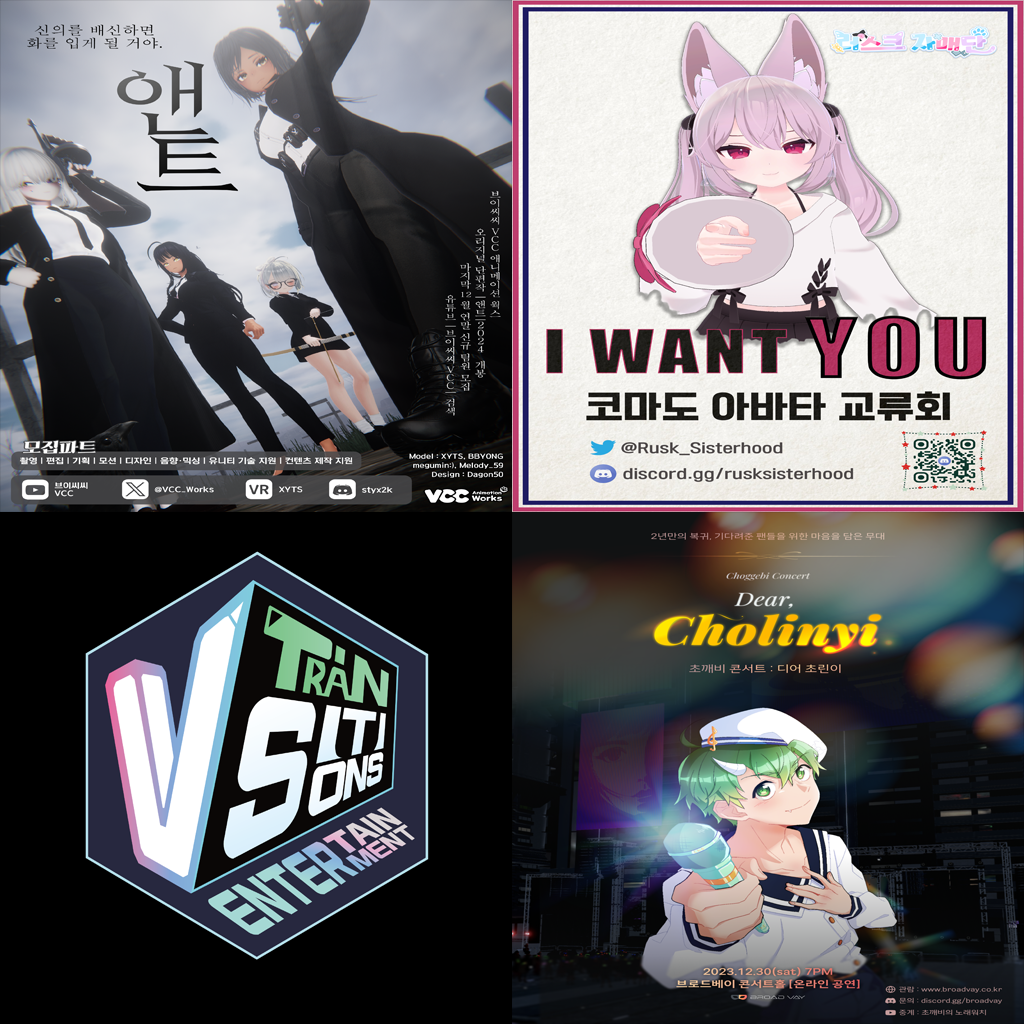 신의를 배신하면
화를 입게 될 거야.
앤
트
브이씨씨 VCC 애니메이션 웍스
오리지널 단편작 |앤트| 2024 개봉
마지막 12월 연말 신규 팀원 모집
유튜브 |브이씨씨 VCC| 검색
모집파트
촬영 | 편집 | 기획 | 모션 | 디자인 | 음향·믹싱 | 유니티 기술 지원 | 컨텐츠 제작 지원
Model : XYTS, BBYONG
megumin:), Melody_59
Design : Dagon50
브이씨씨
VCC
X @VCC_Works
VR XYTS
styx2k
VCC Animation
Works
러스크 자매단
I WANT YOU
코마도 아바타 교류회
@Rusk_Sisterhood
discord.gg/rusksisterhood
V
TRAN
SITI
ONS
ENTERTAIN
MENT
2년만의 복귀, 기다려준 팬들을 위한 마음을 담은 무대
Choggebi Concert
Dear,
Cholinyi
초깨비 콘서트 : 디어 초린이
2023.12.30(sat) 7PM
브로드베이 콘서트홀 [온라인 공연]
BROAD VAY
관람 : www.broadvay.co.kr
문의 : discord.gg/broadvay
중계 : 초깨비의 노래워치